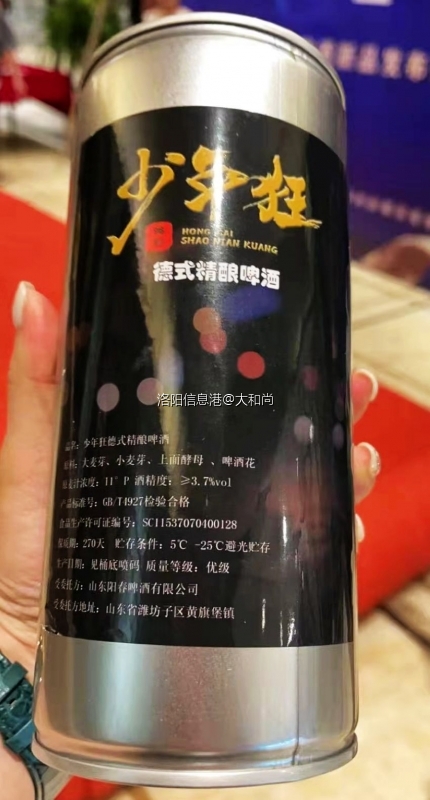 新品发布
少年狂
HONG KAI
SHAO NIAN KUANG
德式精酿啤酒
洛阳信息港@大和尚
品名: 少年狂德式精酿啤酒
原料: 大麦芽、小麦芽、上面酵母 、啤酒花
原麦汁浓度: 11°P 酒精度: ≥3.7%vol
产品标准号: GB/T4927检验合格
食品生产许可证编号: SC11537070400128
保质期: 270天 贮存条件: 5℃ -25℃避光贮存
生产日期: 见桶底喷码 质量等级: 优级
受委托方: 山东阳春啤酒有限公司
受委托方地址: 山东省潍坊子区黄旗堡镇